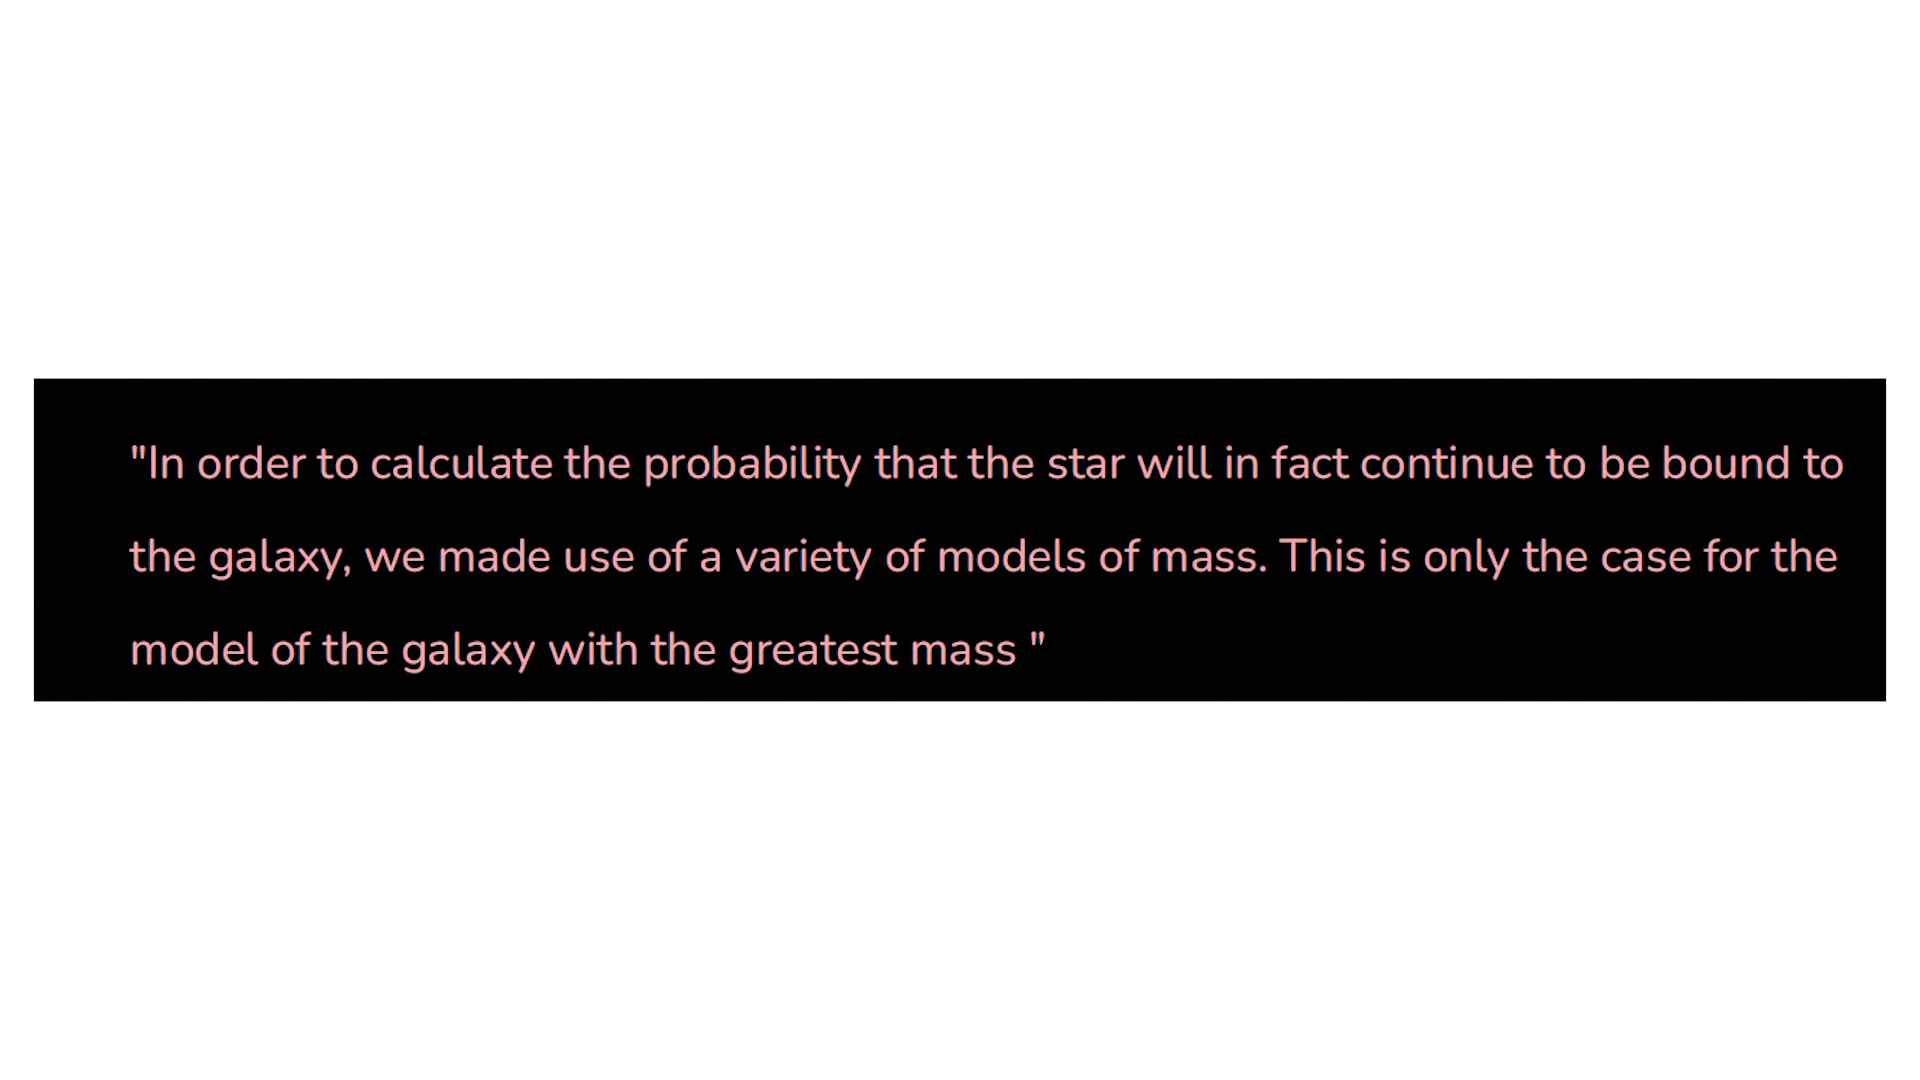 "In order to calculate the probability that the star will in fact continue to be bound to
the galaxy, we made use of a variety of models of mass. This is only the case for the
model of the galaxy with the greatest mass "